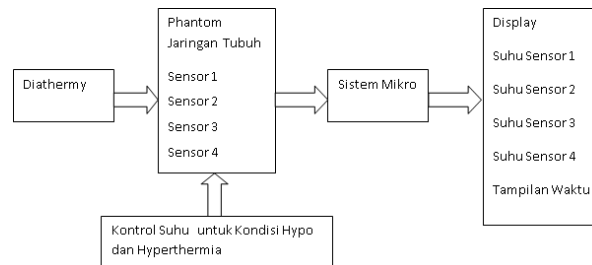 Diathermy
Phantom
Jaringan Tubuh
Sensor 1
Sensor 2
Sensor 3
Sensor 4
Sistem Mikro
Display
Suhu Sensor 1
Suhu Sensor 2
Suhu Sensor 3
Suhu Sensor 4
Tampilan Waktu
Kontrol Suhu untuk Kondisi Hypo
dan Hyperthermia